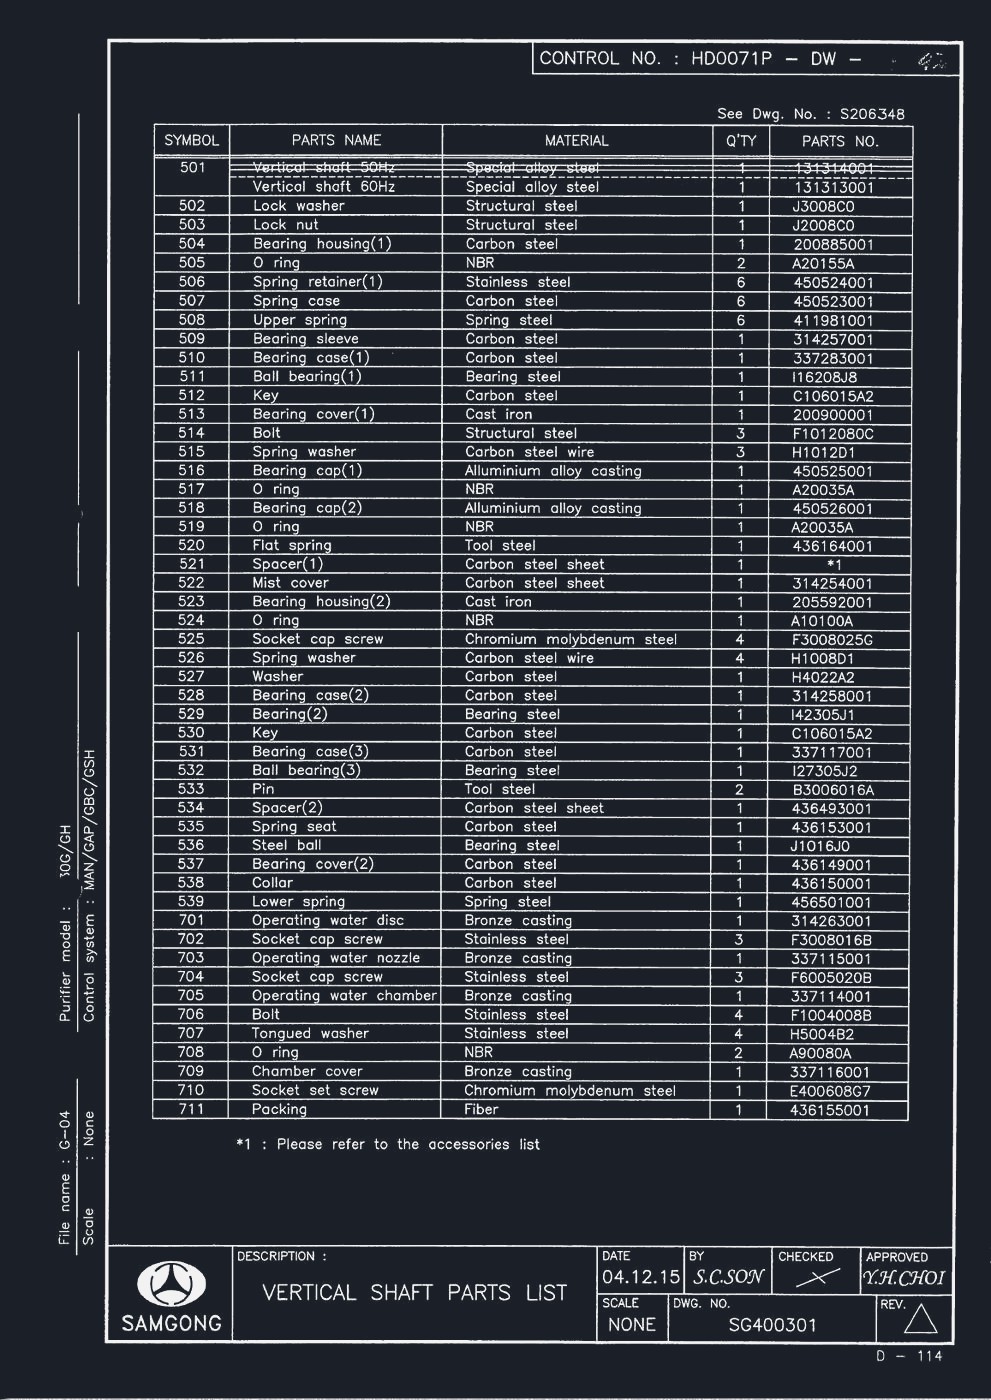 CONTROL NO. : HD0071P - DW -
See Dwg. No. : S206348
SYMBOL PARTS NAME MATERIAL Q'TY PARTS NO.
501 Vertical shaft 50Hz Special alloy steel 1 131314001
Vertical shaft 60Hz Special alloy steel 1 131313001
502 Lock washer Structural steel 1 J3008C0
503 Lock nut Structural steel 1 J2008C0
504 Bearing housing(1) Carbon steel 1 200885001
505 O ring NBR 2 A20155A
506 Spring retainer(1) Stainless steel 6 450524001
507 Spring case Carbon steel 6 450523001
508 Upper spring Spring steel 6 411981001
509 Bearing sleeve Carbon steel 1 314257001
510 Bearing case(1) Carbon steel 1 337283001
511 Ball bearing(1) Bearing steel 1 I16208J8
512 Key Carbon steel 1 C106015A2
513 Bearing cover(1) Cast iron 1 200900001
514 Bolt Structural steel 3 F1012080C
515 Spring washer Carbon steel wire 3 H1012D1
516 Bearing cap(1) Alluminium alloy casting 1 450525001
517 O ring NBR 1 A20035A
518 Bearing cap(2) Alluminium alloy casting 1 450526001
519 O ring NBR 1 A20035A
520 Flat spring Tool steel 1 436164001
521 Spacer(1) Carbon steel sheet 1 *1
522 Mist cover Carbon steel sheet 1 314254001
523 Bearing housing(2) Cast iron 1 205592001
524 O ring NBR 1 A10100A
525 Socket cap screw Chromium molybdenum steel 4 F3008025G
526 Spring washer Carbon steel wire 4 H1008D1
527 Washer Carbon steel 1 H4022A2
528 Bearing case(2) Carbon steel 1 314258001
529 Bearing(2) Bearing steel 1 I42305J1
530 Key Carbon steel 1 C106015A2
531 Bearing case(3) Carbon steel 1 337117001
532 Ball bearing(3) Bearing steel 1 I27305J2
533 Pin Tool steel 2 B3006016A
534 Spacer(2) Carbon steel sheet 1 436493001
535 Spring seat Carbon steel 1 436153001
536 Steel ball Bearing steel 1 J1016J0
537 Bearing cover(2) Carbon steel 1 436149001
538 Collar Carbon steel 1 436150001
539 Lower spring Spring steel 1 456501001
701 Operating water disc Bronze casting 1 314263001
702 Socket cap screw Stainless steel 3 F3008016B
703 Operating water nozzle Bronze casting 1 337115001
704 Socket cap screw Stainless steel 3 F6005020B
705 Operating water chamber Bronze casting 1 337114001
706 Bolt Stainless steel 4 F1004008B
707 Tongued washer Stainless steel 4 H5004B2
708 O ring NBR 2 A90080A
709 Chamber cover Bronze casting 1 337116001
710 Socket set screw Chromium molybdenum steel 1 E400608G7
711 Packing Fiber 1 436155001
*1 : Please refer to the accessories list
File name : G-04 Purifier model : 30G/GH
Scale : None Control system : MAN/GAP/GBC/GSH
SAMGONG
DESCRIPTION :
VERTICAL SHAFT PARTS LIST
DATE BY CHECKED APPROVED
04.12.15 S.C.SON Y.H.CHOI
SCALE DWG. NO. REV.
NONE SG400301
D - 114